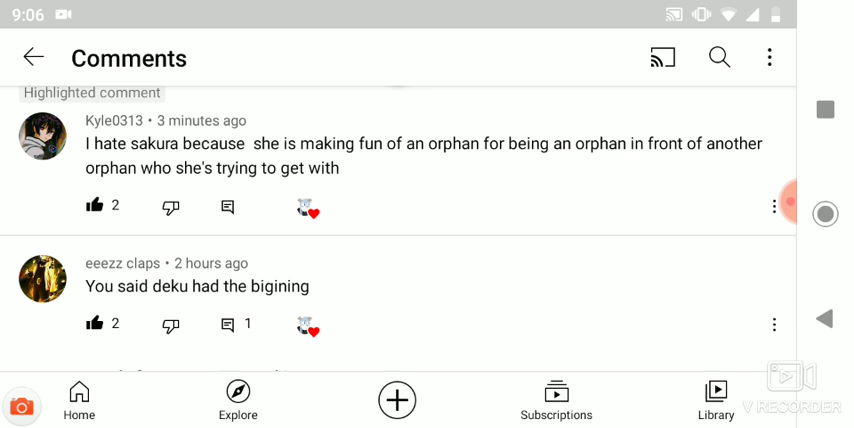 9:06
Comments
Highlighted comment
Kyle0313 • 3 minutes ago
I hate sakura because she is making fun of an orphan for being an orphan in front of another
orphan who she's trying to get with
2
eeezz claps • 2 hours ago
You said deku had the bigining
2 1
Home Explore Subscriptions Library
V RECORDER